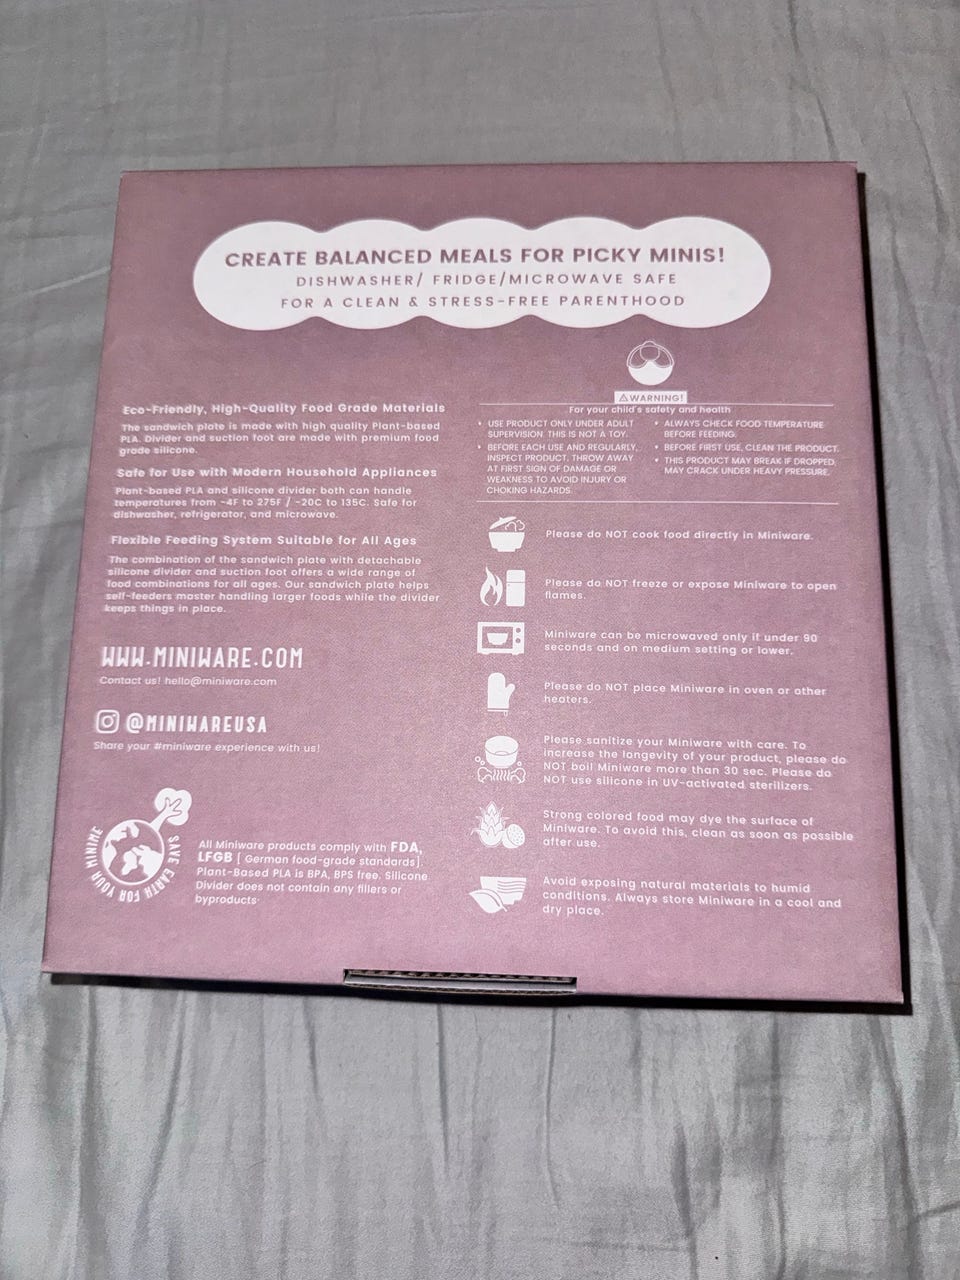 CREATE BALANCED MEALS FOR PICKY MINIS!
DISHWASHER/ FRIDGE/MICROWAVE SAFE
FOR A CLEAN & STRESS-FREE PARENTHOOD
Eco-Friendly, High-Quality Food Grade Materials
The sandwich plate is made with high quality Plant-based
PLA. Divider and suction foot are made with premium food
grade silicone.
Safe for Use with Modern Household Appliances
Plant-based PLA and silicone divider both can handle
temperatures from -4F to 275F / -20C to 135C. Safe for
dishwasher, refrigerator, and microwave.
Flexible Feeding System Suitable for All Ages
The combination of the sandwich plate with detachable
silicone divider and suction foot offers a wide range of
food combinations for all ages. Our sandwich plate helps
self-feeders master handling larger foods while the divider
keeps things in place.
WWW.MINIWARE.COM
Contact us! hello@miniware.com
@MINIWAREUSA
Share your #miniware experience with us!
SAVE EARTH FOR YOUR MINIME
All Miniware products comply with FDA,
LFGB [ German food-grade standards].
Plant-Based PLA is BPA, BPS free. Silicone
Divider does not contain any fillers or
byproducts.
WARNING!
For your child's safety and health
• USE PRODUCT ONLY UNDER ADULT
SUPERVISION. THIS IS NOT A TOY.
• BEFORE EACH USE AND REGULARLY,
INSPECT PRODUCT. THROW AWAY
AT FIRST SIGN OF DAMAGE OR
WEAKNESS TO AVOID INJURY OR
CHOKING HAZARDS.
• ALWAYS CHECK FOOD TEMPERATURE
BEFORE FEEDING.
• BEFORE FIRST USE, CLEAN THE PRODUCT.
• THIS PRODUCT MAY BREAK IF DROPPED,
MAY CRACK UNDER HEAVY PRESSURE.
Please do NOT cook food directly in Miniware.
Please do NOT freeze or expose Miniware to open
flames.
Miniware can be microwaved only if under 90
seconds and on medium setting or lower.
Please do NOT place Miniware in oven or other
heaters.
Please sanitize your Miniware with care. To
increase the longevity of your product, please do
NOT boil Miniware more than 30 sec. Please do
NOT use silicone in UV-activated sterilizers.
Strong colored food may dye the surface of
Miniware. To avoid this, clean as soon as possible
after use.
Avoid exposing natural materials to humid
conditions. Always store Miniware in a cool and
dry place.